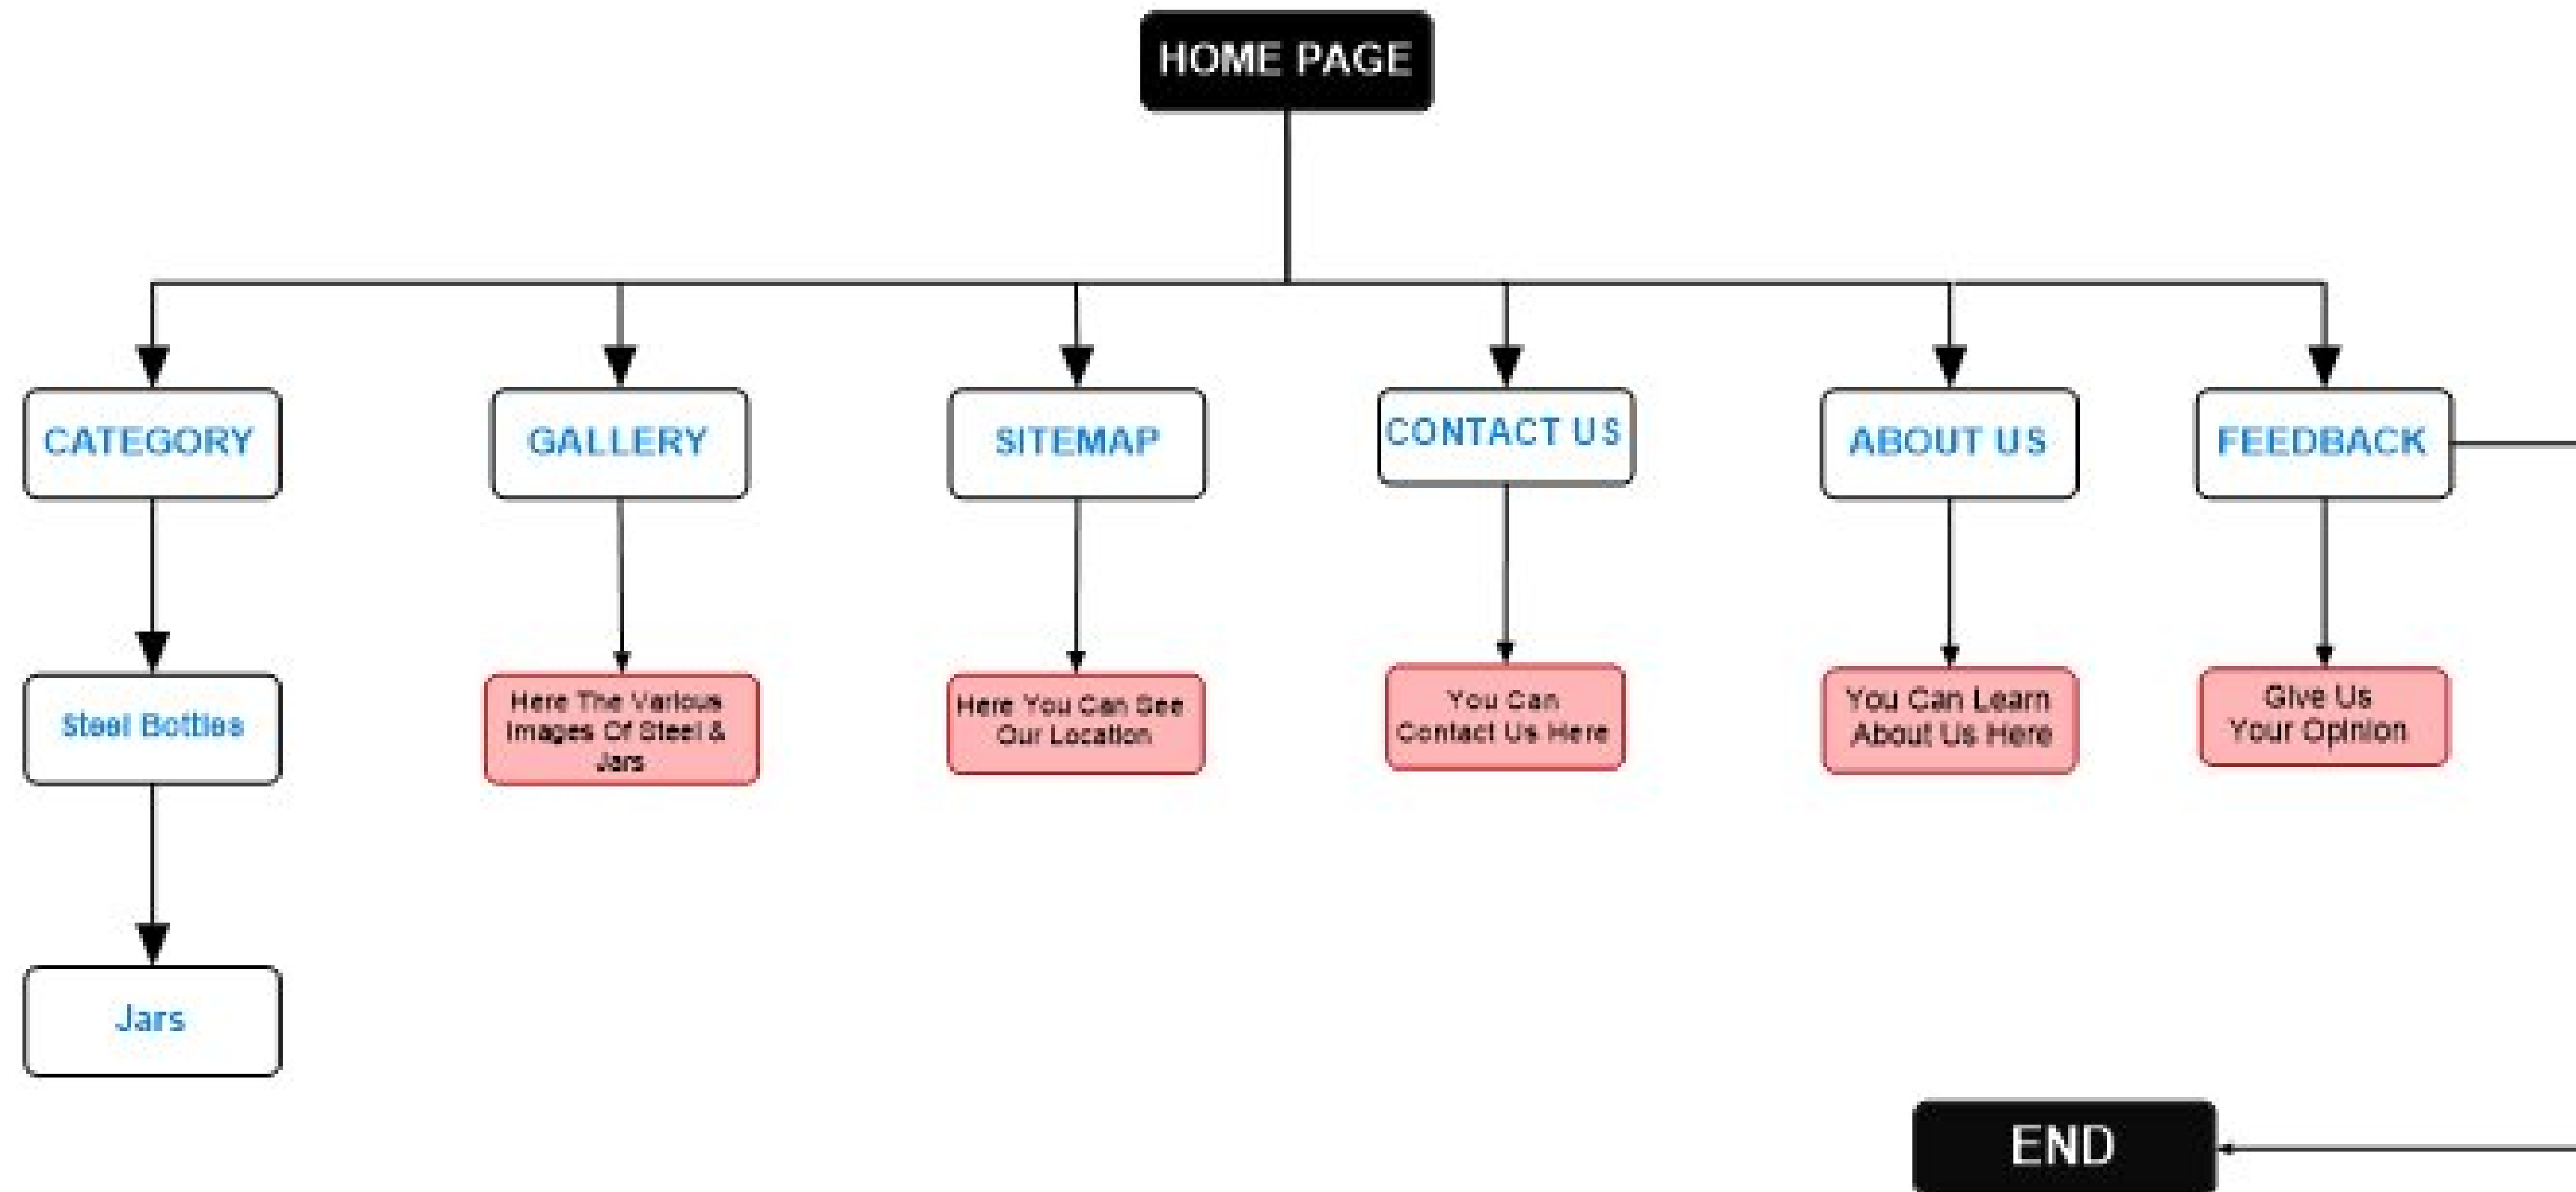 HOME PAGE
CATEGORY
GALLERY
SITEMAP
CONTACT US
ABOUT US
FEEDBACK
Steel Bottles
Here The Various
Images Of Steel &
Jars
Here You Can See
Our Location
You Can
Contact Us Here
You Can Learn
About Us Here
Give Us
Your Opinion
Jars
END